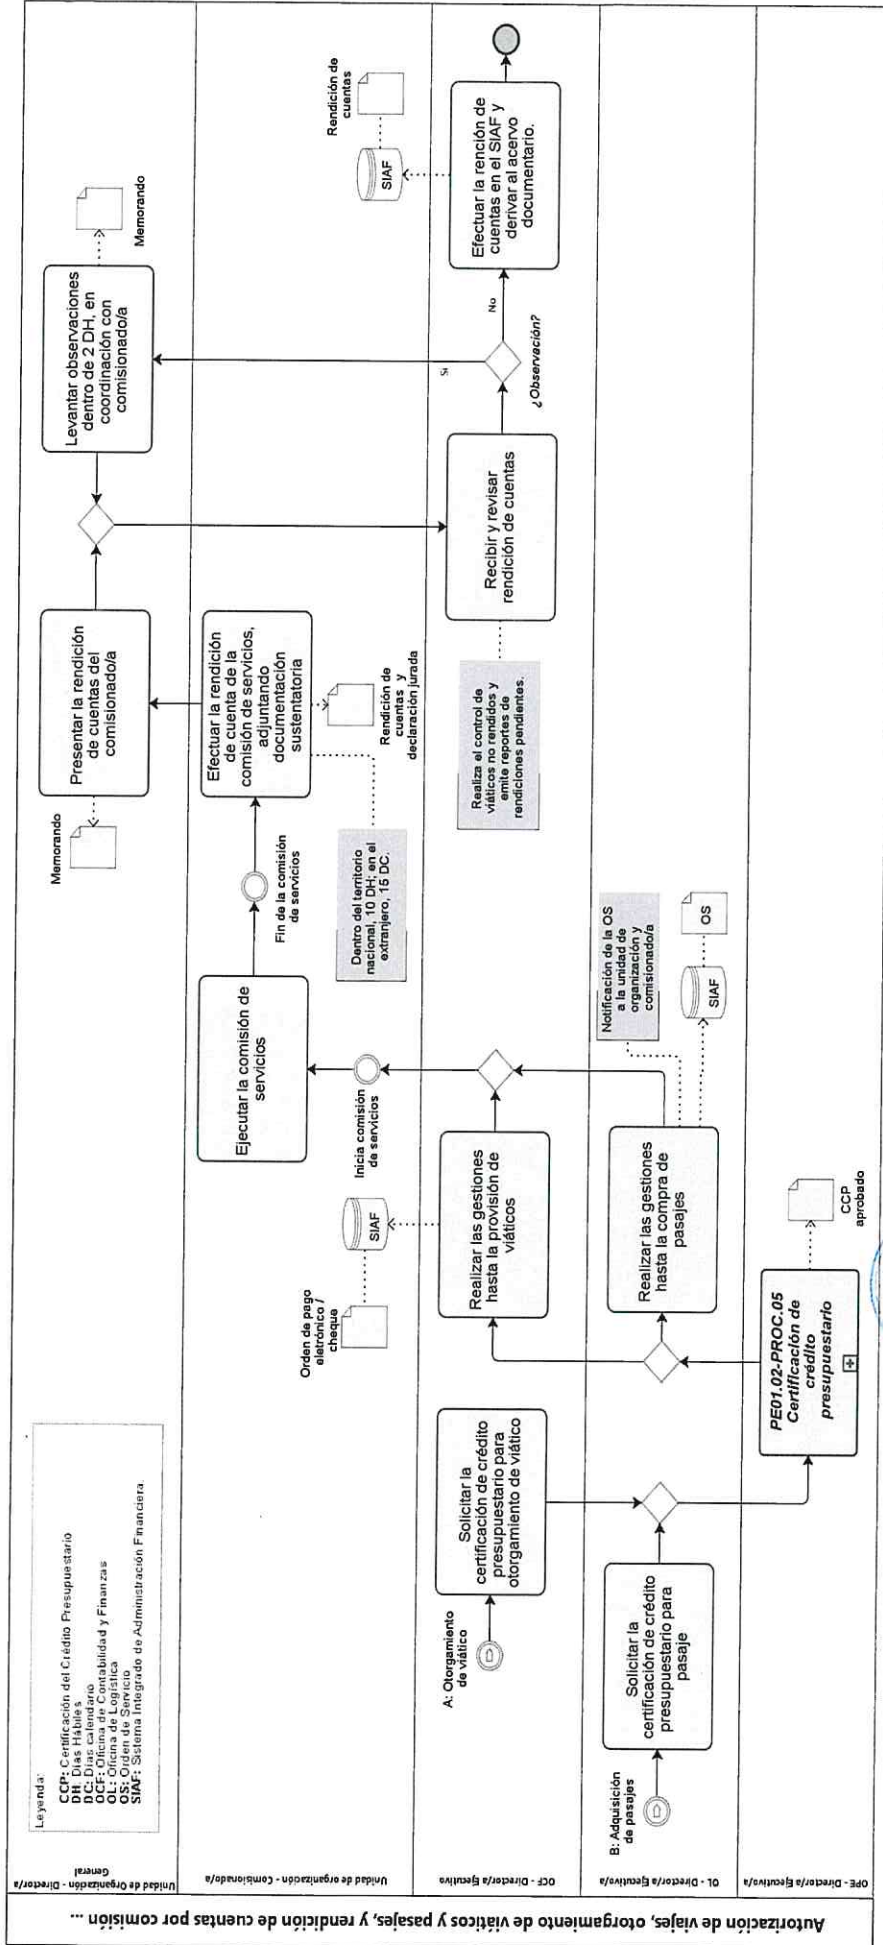 Autorización de viajes, otorgamiento de viáticos y pasajes, y rendición de cuentas por comisión ...
Unidad de Organización - Director/a
General
Leyenda:
CCP: Certificación del Crédito Presupuestario
DH: Días Hábiles
DC: Días calendario
OCF: Oficina de Contabilidad y Finanzas
OL: Oficina de Logística
OS: Orden de Servicio
SIAF: Sistema Integrado de Administración Financiera
Memorando
Presentar la rendición
de cuentas del
comisionado/a
Levantar observaciones
dentro de 2 DH, en
coordinación con
comisionado/a
Memorando
Unidad de organización - Comisionado/a
Orden de pago
eletrónico /
cheque
SIAF
Inicia comisión
de servicios
Ejecutar la comisión de
servicios
Fin de la comisión
de servicios
Dentro del territorio
nacional, 10 DH; en el
extranjero, 15 DC.
Efectuar la rendición
de cuenta de la
comisión de servicios,
adjuntando
documentación
sustentatoria
Rendición de
cuentas y
declaración jurada
Rendición de
cuentas
SIAF
OCF - Director/a Ejecutivo
A: Otorgamiento
de viático
Solicitar la
certificación de crédito
presupuestario para
otorgamiento de viático
Realizar las gestiones
hasta la provisión de
viáticos
Realiza el control de
viáticos no rendidos y
emite reportes de
rendiciones pendientes.
Recibir y revisar
rendición de cuentas
¿Observación?
Si
No
Efectuar la rención de
cuentas en el SIAF y
derivar al acervo
documentario.
OL - Director/a Ejecutivo/a
B: Adquisición
de pasajes
Solicitar la
certificación de crédito
presupuestario para
pasaje
Realizar las gestiones
hasta la compra de
pasajes
Notificación de la OS
a la unidad de
organización y
comisionado/a
SIAF
OS
OPE - Director/a Ejecutivo/a
PE01.02-PROC.05
Certificación de
crédito
presupuestario
CCP
aprobado